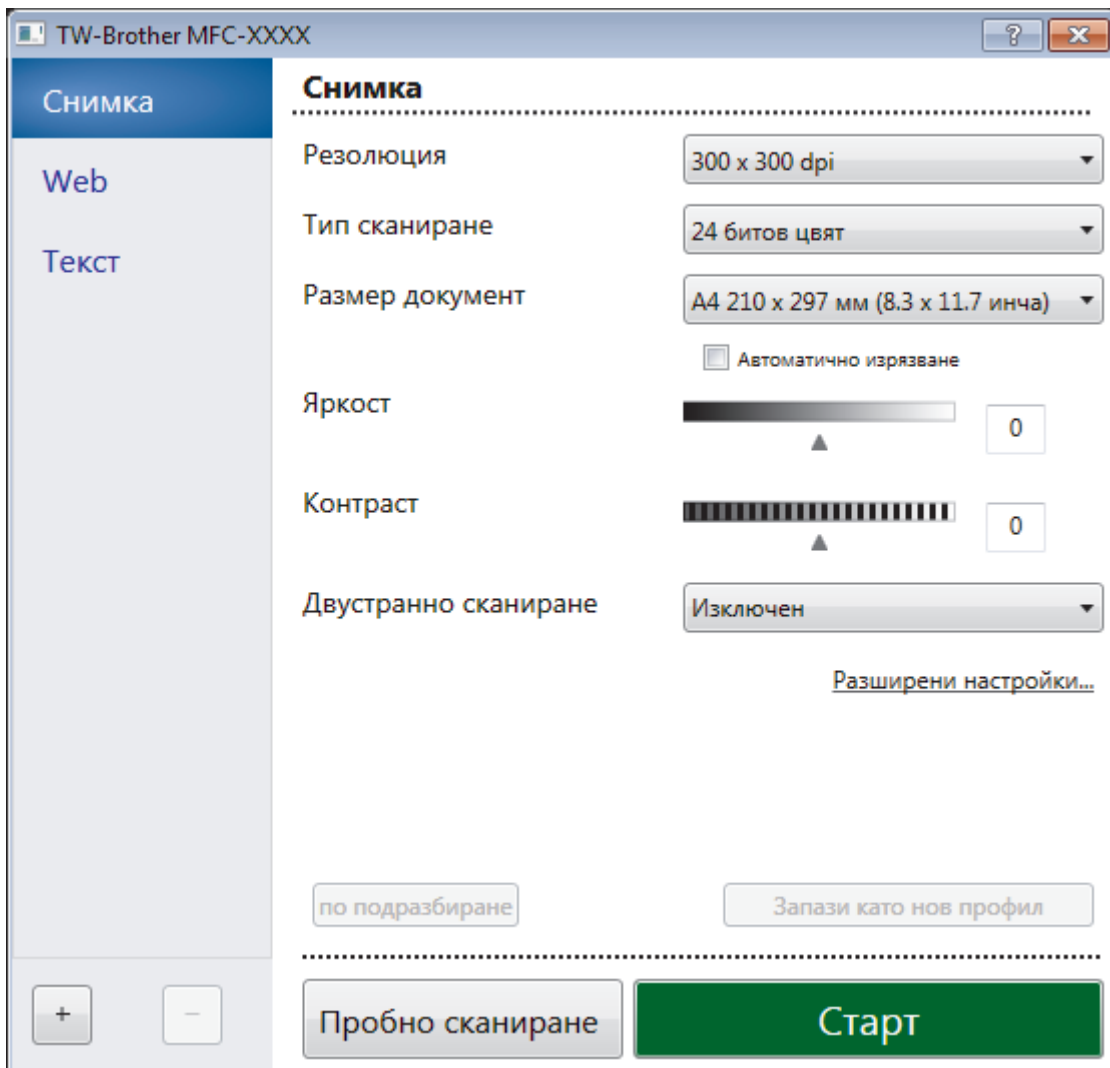 TW-Brother MFC-XXXX
?
Снимка
Web
Текст
Снимка
Резолюция
300 x 300 dpi
Тип сканиране
24 битов цвят
Размер документ
A4 210 x 297 мм (8.3 x 11.7 инча)
Автоматично изрязване
Яркост
0
Контраст
0
Двустранно сканиране
Изключен
Разширени настройки...
по подразбиране
Запази като нов профил
+
−
Пробно сканиране
Старт